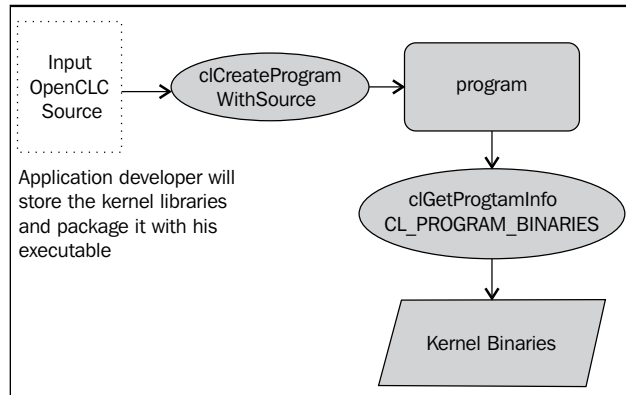 Input
OpenCLC
Source
clCreateProgram
WithSource
program
Application developer will
store the kernel libraries
and package it with his
executable
clGetProgtamInfo
CL_PROGRAM_BINARIES
Kernel Binaries